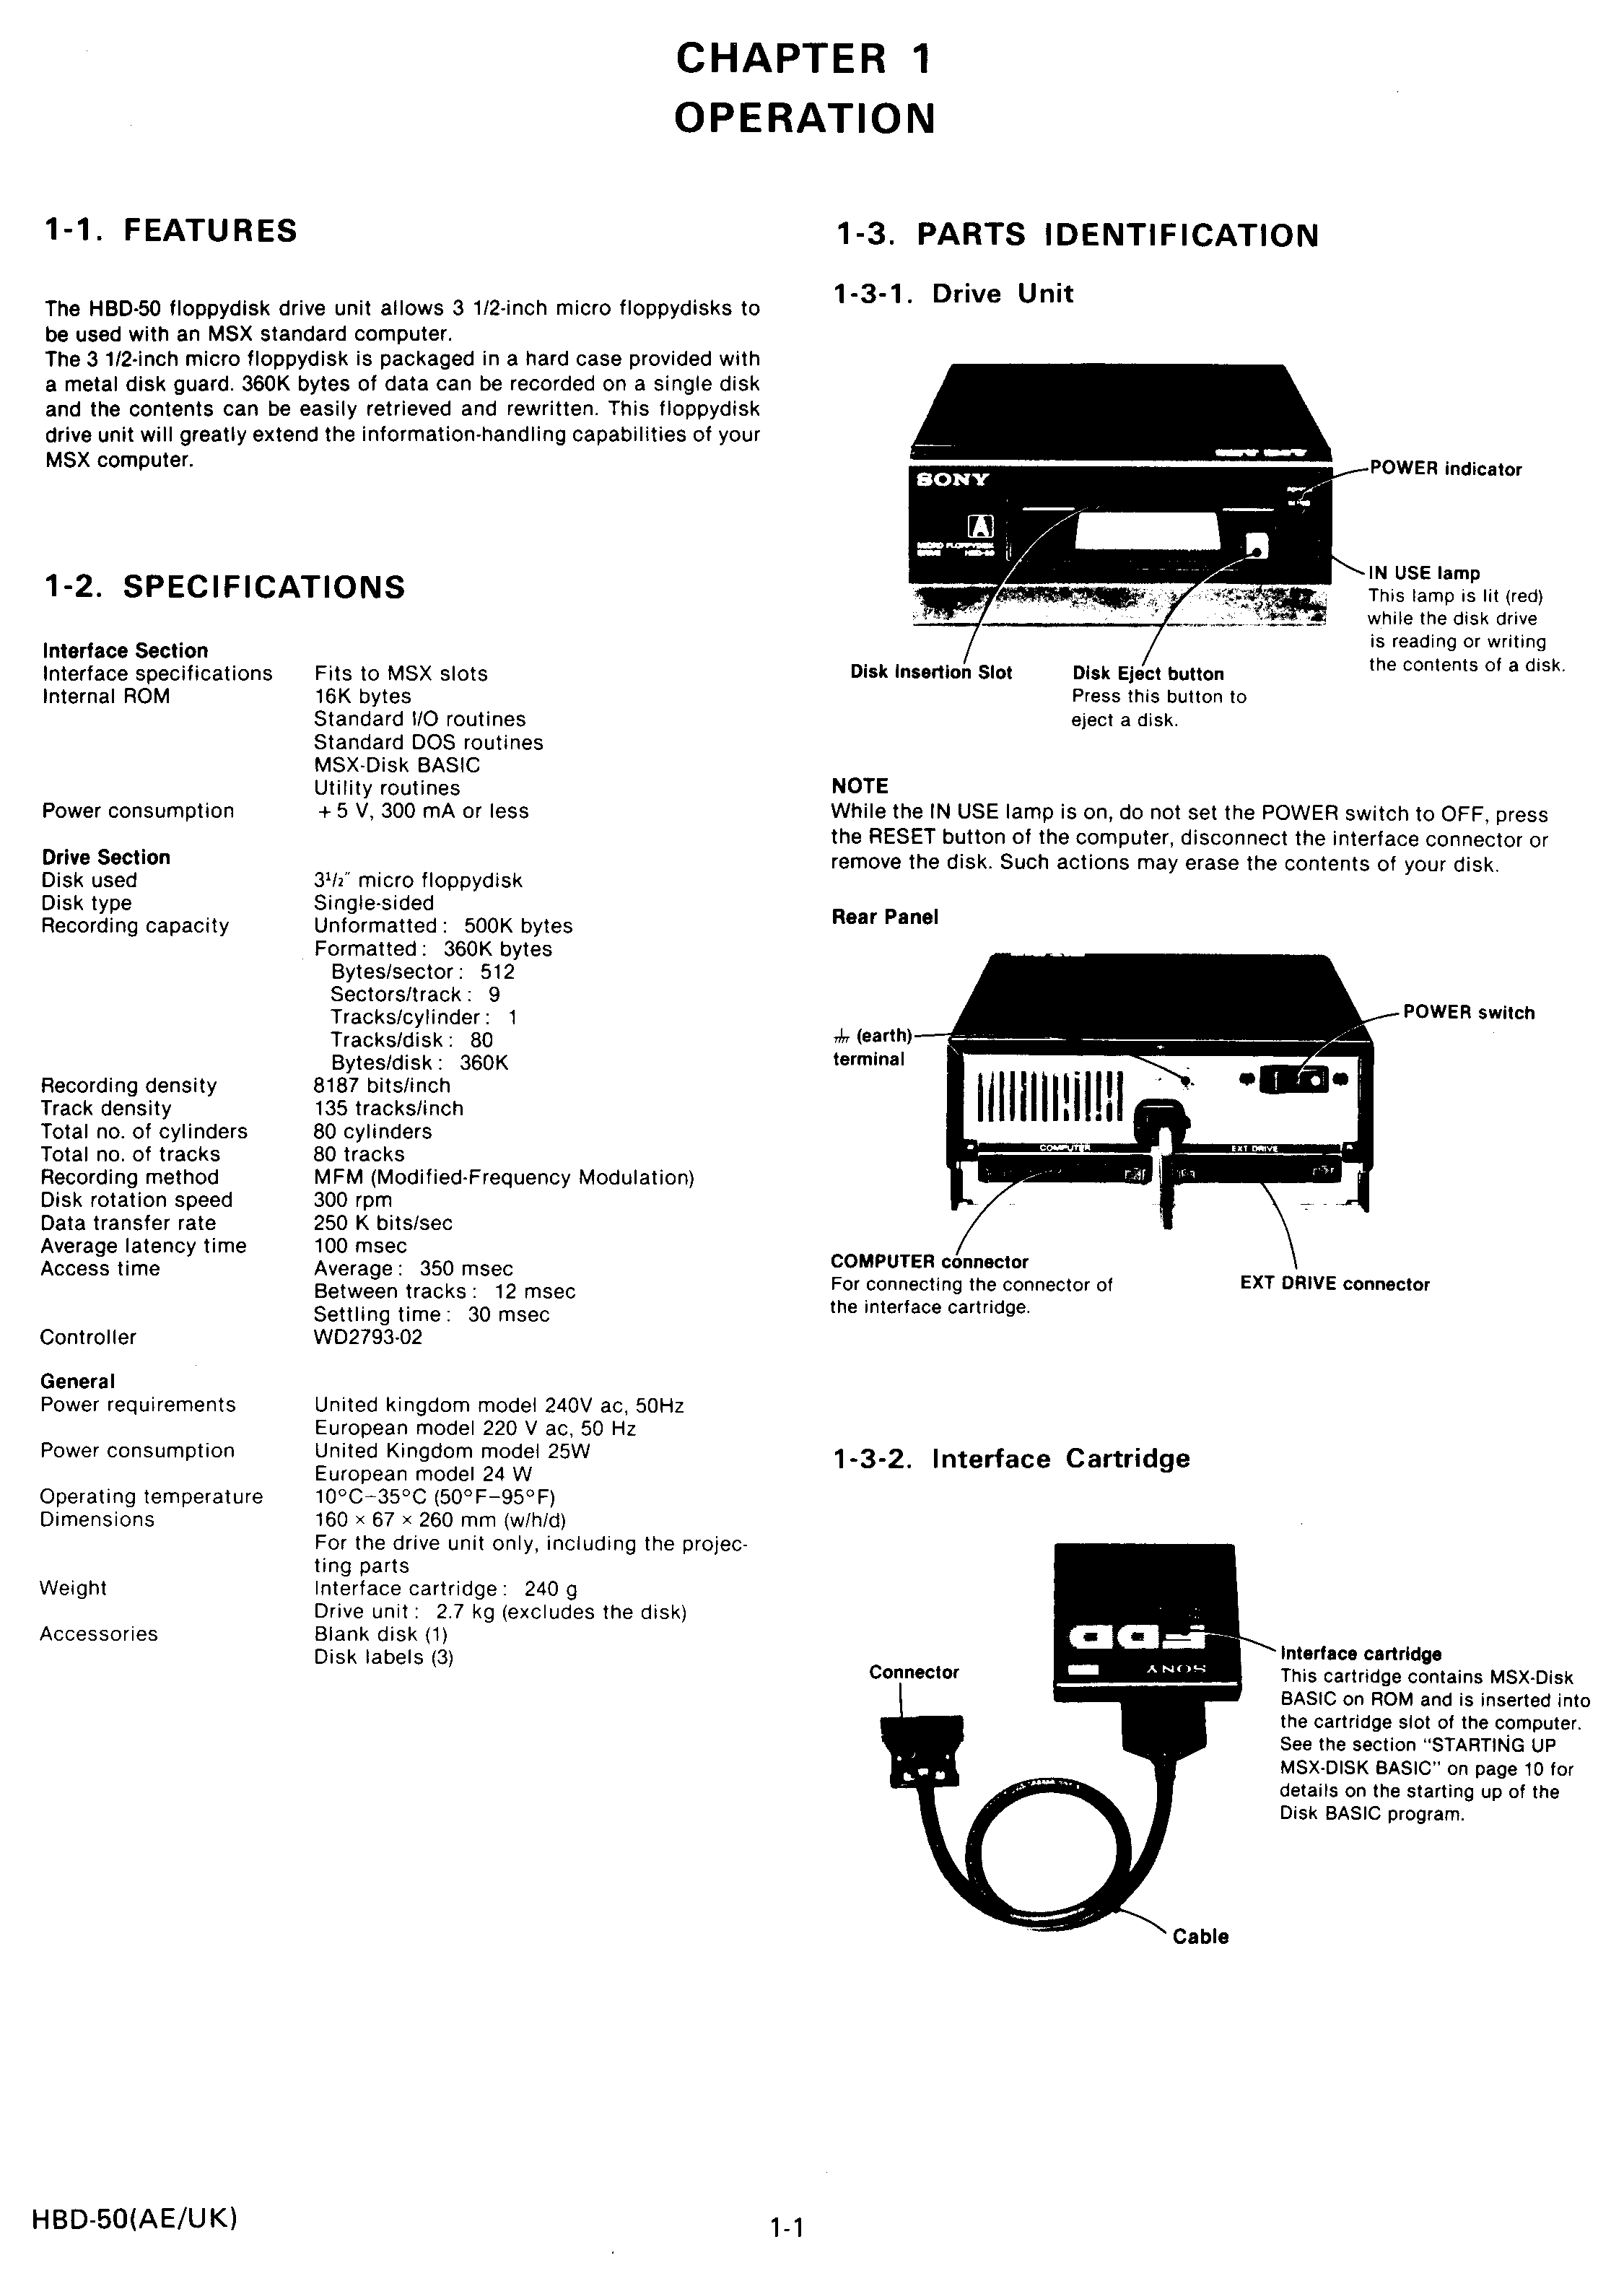 CHAPTER 1
OPERATION
1-1. FEATURES
The HBD-50 floppydisk drive unit allows 3 1/2-inch micro floppydisks to
be used with an MSX standard computer.
The 3 1/2-inch micro floppydisk is packaged in a hard case provided with
a metal disk guard. 360K bytes of data can be recorded on a single disk
and the contents can be easily retrieved and rewritten. This floppydisk
drive unit will greatly extend the information-handling capabilities of your
MSX computer.
1-2. SPECIFICATIONS
Interface Section
Interface specifications Fits to MSX slots
Internal ROM 16K bytes
Standard I/O routines
Standard DOS routines
MSX-Disk BASIC
Utility routines
Power consumption + 5 V, 300 mA or less
Drive Section
Disk used 3½″ micro floppydisk
Disk type Single-sided
Recording capacity Unformatted : 500K bytes
Formatted : 360K bytes
Bytes/sector : 512
Sectors/track : 9
Tracks/cylinder : 1
Tracks/disk : 80
Bytes/disk : 360K
Recording density 8187 bits/inch
Track density 135 tracks/inch
Total no. of cylinders 80 cylinders
Total no. of tracks 80 tracks
Recording method MFM (Modified-Frequency Modulation)
Disk rotation speed 300 rpm
Data transfer rate 250 K bits/sec
Average latency time 100 msec
Access time Average : 350 msec
Between tracks : 12 msec
Settling time : 30 msec
Controller WD2793-02
General
Power requirements United kingdom model 240V ac, 50Hz
European model 220 V ac, 50 Hz
Power consumption United Kingdom model 25W
European model 24 W
Operating temperature 10°C–35°C (50°F–95°F)
Dimensions 160 × 67 × 260 mm (w/h/d)
For the drive unit only, including the projec-
ting parts
Weight Interface cartridge : 240 g
Drive unit : 2.7 kg (excludes the disk)
Accessories Blank disk (1)
Disk labels (3)
1-3. PARTS IDENTIFICATION
1-3-1. Drive Unit
SONY
A
MICRO FLOPPYDISK
DRIVE HBD-50
POWER indicator
IN USE lamp
This lamp is lit (red)
while the disk drive
is reading or writing
the contents of a disk.
Disk Insertion Slot
Disk Eject button
Press this button to
eject a disk.
NOTE
While the IN USE lamp is on, do not set the POWER switch to OFF, press
the RESET button of the computer, disconnect the interface connector or
remove the disk. Such actions may erase the contents of your disk.
Rear Panel
(earth)
terminal
POWER switch
COMPUTER
EXT DRIVE
COMPUTER connector
For connecting the connector of
the interface cartridge.
EXT DRIVE connector
1-3-2. Interface Cartridge
FDD
SONY
Connector
Interface cartridge
This cartridge contains MSX-Disk
BASIC on ROM and is inserted into
the cartridge slot of the computer.
See the section "STARTING UP
MSX-DISK BASIC" on page 10 for
details on the starting up of the
Disk BASIC program.
Cable
HBD-50(AE/UK)
1-1